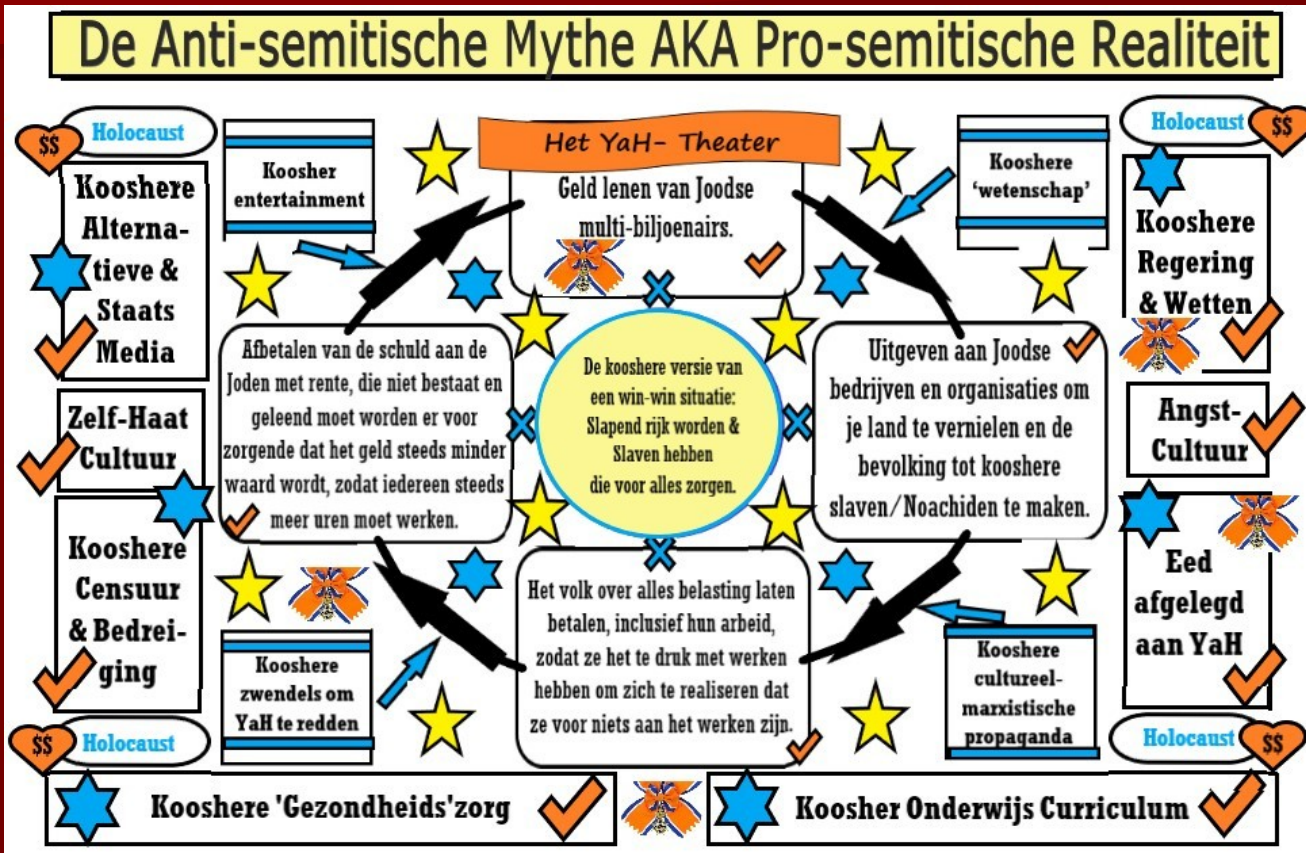 De Anti-semitische Mythe AKA Pro-semitische Realiteit
$$
Holocaust
Kooshere
Alterna-
tieve &
Staats
Media
Zelf-Haat
Cultuur
Kooshere
Censuur
& Bedrei-
ging
$$
Holocaust
Koosher
entertainment
Het YaH- Theater
Geld lenen van Joodse
multi-biljoenairs.
Kooshere
‘wetenschap’
Uitgeven aan Joodse
bedrijven en organisaties om
je land te vernielen en de
bevolking tot kooshere
slaven/Noachiden te maken.
Kooshere
cultureel-
marxistische
propaganda
Het volk over alles belasting laten
betalen, inclusief hun arbeid,
zodat ze het te druk met werken
hebben om zich te realiseren dat
ze voor niets aan het werken zijn.
Kooshere
zwendels om
YaH te redden
Afbetalen van de schuld aan de
Joden met rente, die niet bestaat en
geleend moet worden er voor
zorgende dat het geld steeds minder
waard wordt, zodat iedereen steeds
meer uren moet werken.
De kooshere versie van
een win-win situatie:
Slapend rijk worden &
Slaven hebben
die voor alles zorgen.
Holocaust
$$
Kooshere
Regering
& Wetten
Angst-
Cultuur
Eed
afgelegd
aan YaH
Holocaust
$$
Kooshere 'Gezondheids'zorg
Koosher Onderwijs Curriculum